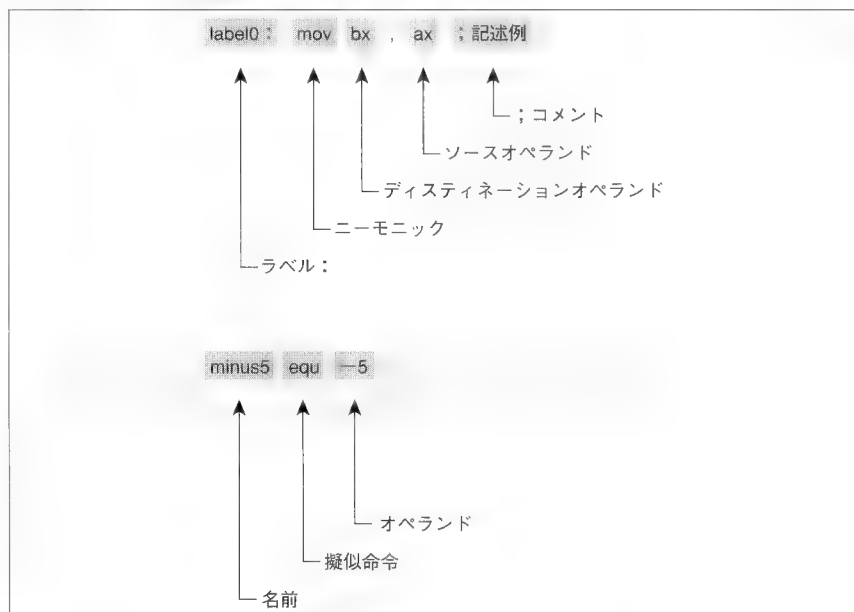 label0： mov bx , ax ；記述例
；コメント
ソースオペランド
ディスティネーションオペランド
ニーモニック
ラベル：
minus5 equ －5
オペランド
擬似命令
名前